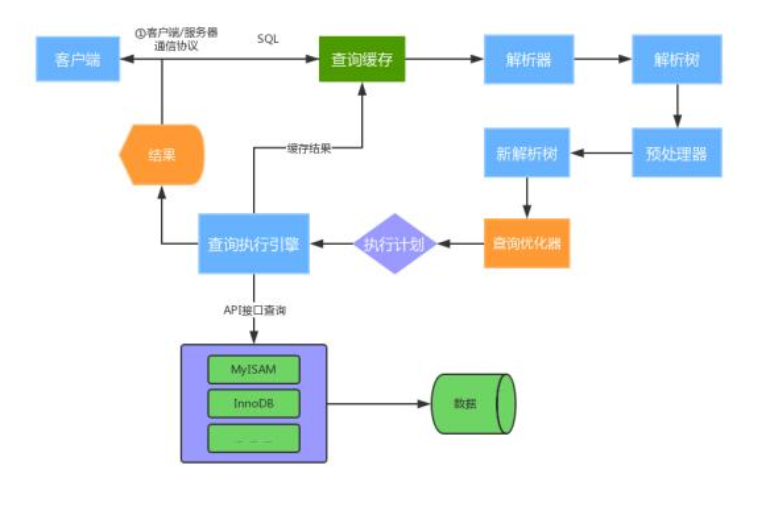 ①客户端/服务器
通信协议
SQL
客户端
查询缓存
解析器
解析树
结果
缓存结果
新解析树
预处理器
查询执行引擎
执行计划
查询优化器
API接口查询
MyISAM
InnoDB
... ... ...
数据